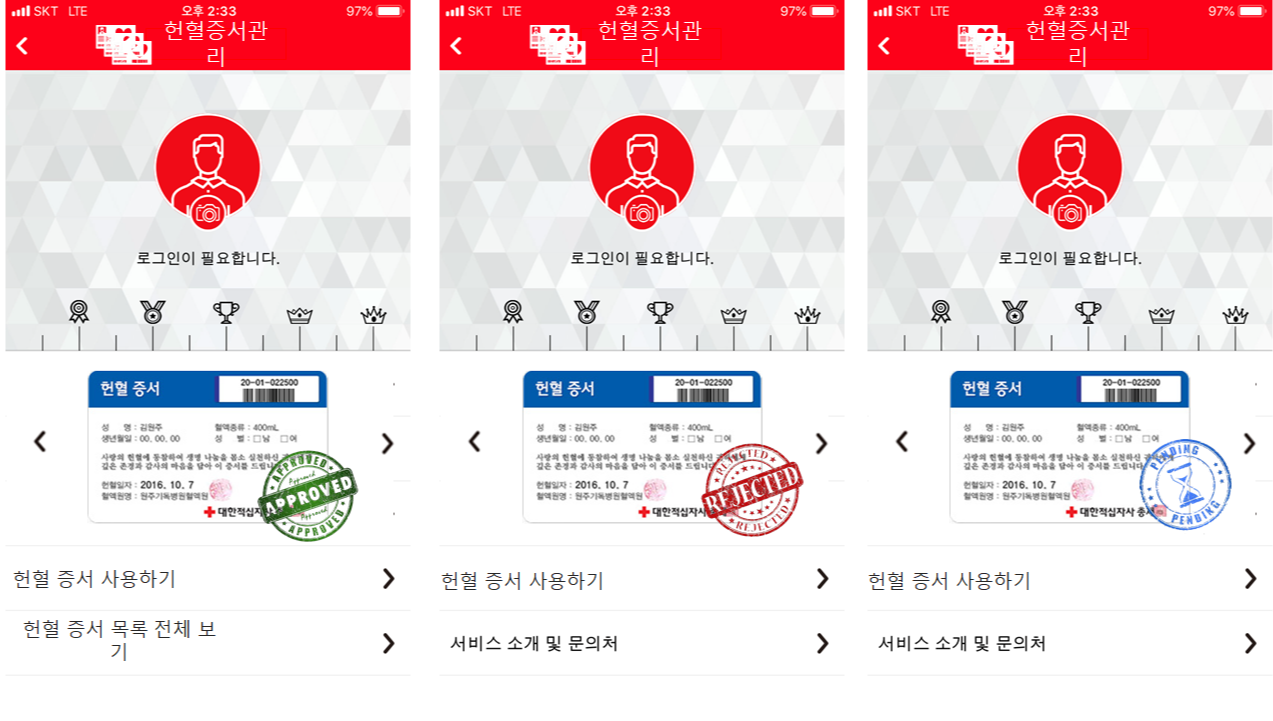 SKT LTE 오후 2:33 97%
헌혈증서관
리
로그인이 필요합니다.
헌혈 증서 20-01-022500
성 명 : 김원주 혈액종류 : 400mL
생년월일 : 00. 00. 00 성 별 : □남 □여
사랑의 헌혈에 동참하여 생명 나눔을 몸소 실천하신
깊은 존경과 감사의 마음을 담아 이 증서를 드립니다
헌혈일자 : 2016. 10. 7
혈액원명 : 원주기독병원혈액원
대한적십자사 총
APPROVED
APPROVED
APPROVED
헌혈 증서 사용하기
헌혈 증서 목록 전체 보
기
SKT LTE 오후 2:33 97%
헌혈증서관
리
로그인이 필요합니다.
헌혈 증서 20-01-022500
성 명 : 김원주 혈액종류 : 400mL
생년월일 : 00. 00. 00 성 별 : □남 □여
사랑의 헌혈에 동참하여 생명 나눔을 몸소 실천하신
깊은 존경과 감사의 마음을 담아 이 증서를 드립니다
헌혈일자 : 2016. 10. 7
혈액원명 : 원주기독병원혈액원
대한적십자사
REJECTED
REJECTED
REJECTED
헌혈 증서 사용하기
서비스 소개 및 문의처
SKT LTE 오후 2:33 97%
헌혈증서관
리
로그인이 필요합니다.
헌혈 증서 20-01-022500
성 명 : 김원주 혈액종류 : 400mL
생년월일 : 00. 00. 00 성 별 : □남 □여
사랑의 헌혈에 동참하여 생명 나눔을 몸소 실천하신
깊은 존경과 감사의 마음을 담아 이 증서를 드립니다
헌혈일자 : 2016. 10. 7
혈액원명 : 원주기독병원혈액원
대한적십자사 총
PENDING
PENDING
헌혈 증서 사용하기
서비스 소개 및 문의처